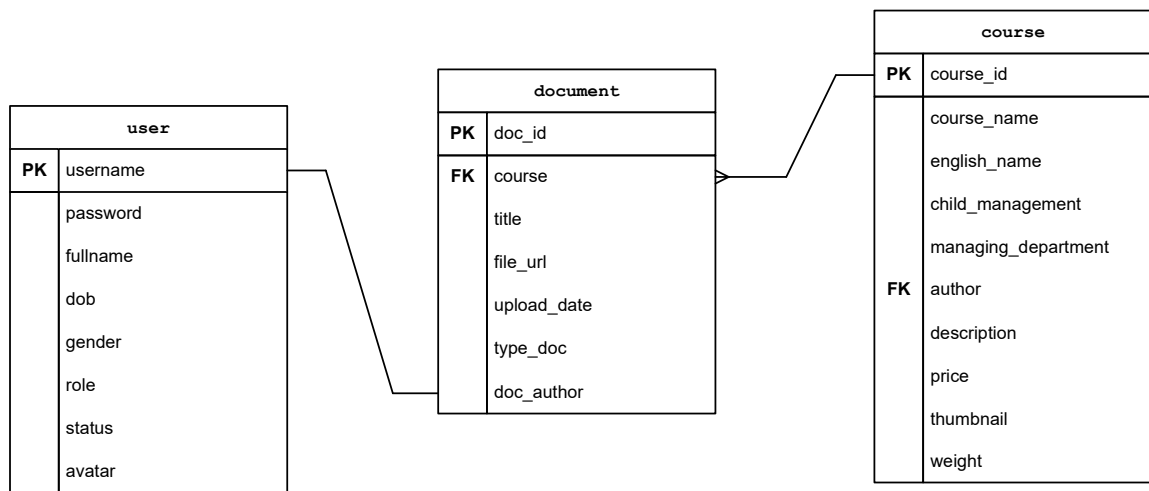 user
PK username
password
fullname
dob
gender
role
status
avatar
document
PK doc_id
FK course
title
file_url
upload_date
type_doc
doc_author
course
PK course_id
course_name
english_name
child_management
managing_department
FK author
description
price
thumbnail
weight